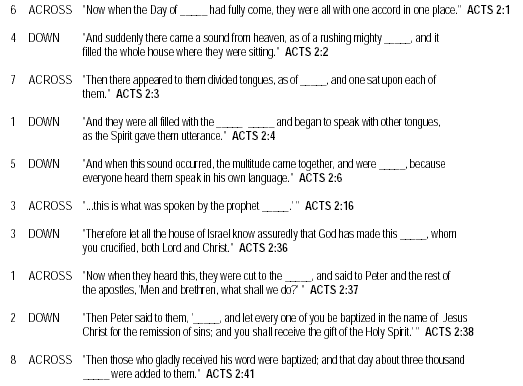 6 ACROSS "Now when the Day of _____ had fully come, they were all with one accord in one place." ACTS 2:1
4 DOWN "And suddenly there came a sound from heaven, as of a rushing mighty _____, and it
filled the whole house where they were sitting." ACTS 2:2
7 ACROSS "Then there appeared to them divided tongues, as of _____, and one sat upon each of
them." ACTS 2:3
1 DOWN "And they were all filled with the _____ _____ and began to speak with other tongues,
as the Spirit gave them utterance." ACTS 2:4
5 DOWN "And when this sound occurred, the multitude came together, and were _____, because
everyone heard them speak in his own language." ACTS 2:6
3 ACROSS "...this is what was spoken by the prophet _____.' " ACTS 2:16
3 DOWN "Therefore let all the house of Israel know assuredly that God has made this _____, whom
you crucified, both Lord and Christ." ACTS 2:36
1 ACROSS "Now when they heard this, they were cut to the _____, and said to Peter and the rest of
the apostles, 'Men and brethren, what shall we do?' " ACTS 2:37
2 DOWN "Then Peter said to them, '_____, and let every one of you be baptized in the name of Jesus
Christ for the remission of sins; and you shall receive the gift of the Holy Spirit.' " ACTS 2:38
8 ACROSS "Then those who gladly received his word were baptized; and that day about three thousand
_____ were added to them." ACTS 2:41